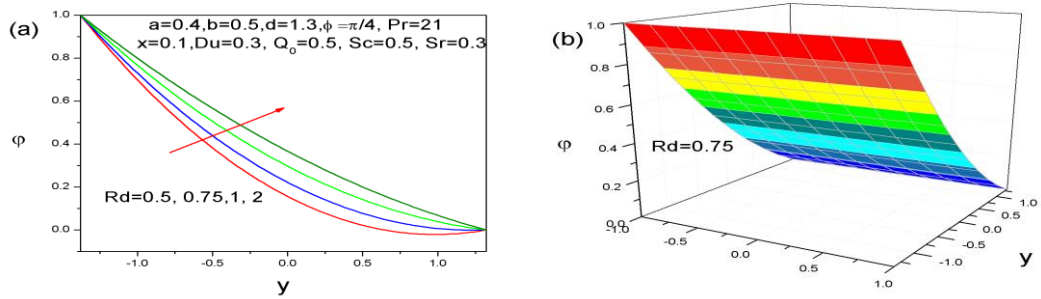 (a)
a=0.4,b=0.5,d=1.3,ϕ=π/4, Pr=21
x=0.1,Du=0.3, Q₀=0.5, Sc=0.5, Sr=0.3
1.0
0.8
0.6
0.4
0.2
0.0
φ
Rd=0.5, 0.75,1, 2
-1.0 -0.5 0.0 0.5 1.0
y
(b)
1.0
0.8
0.6
0.4
0.2
φ
Rd=0.75
-1.0 -0.5 0.0 0.5 1.0
-0.5 0.0 0.5 1.0
y